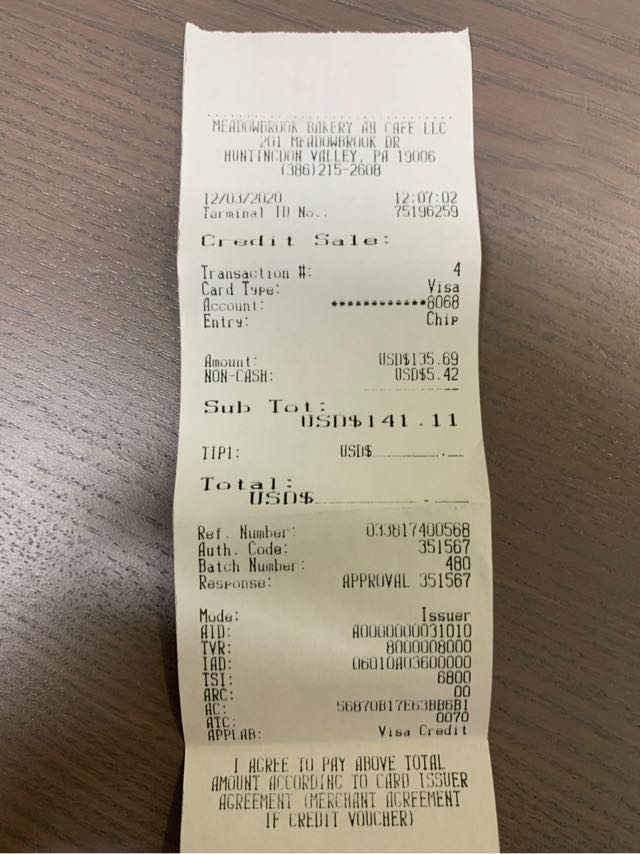 MEADOWBROOK BAKERY AN CAFE LLC
201 MEADOWBROOK DR
HUNTINGDON VALLEY, PA 19006
(386)215-2608
12/03/2020 12:07:02
Terminal ID No.: 75196259
Credit Sale:
Transaction #: 4
Card Type: Visa
Account: ************8068
Entry: Chip
Amount: USD$135.69
NON-CASH: USD$5.42
Sub Tot:
USD$141.11
TIP1: USD$_________.__
Total:
USD$_________.__
Ref. Number: 033817400568
Auth. Code: 351567
Batch Number: 480
Response: APPROVAL 351567
Mode: Issuer
AID: A0000000031010
TVR: 8000008000
IAD: 06010A03600000
TSI: 6800
ARC: 00
AC: 56870B17E63BB6B1
ATC: 0070
APPLAB: Visa Credit
I AGREE TO PAY ABOVE TOTAL
AMOUNT ACCORDING TO CARD ISSUER
AGREEMENT (MERCHANT AGREEMENT
IF CREDIT VOUCHER)